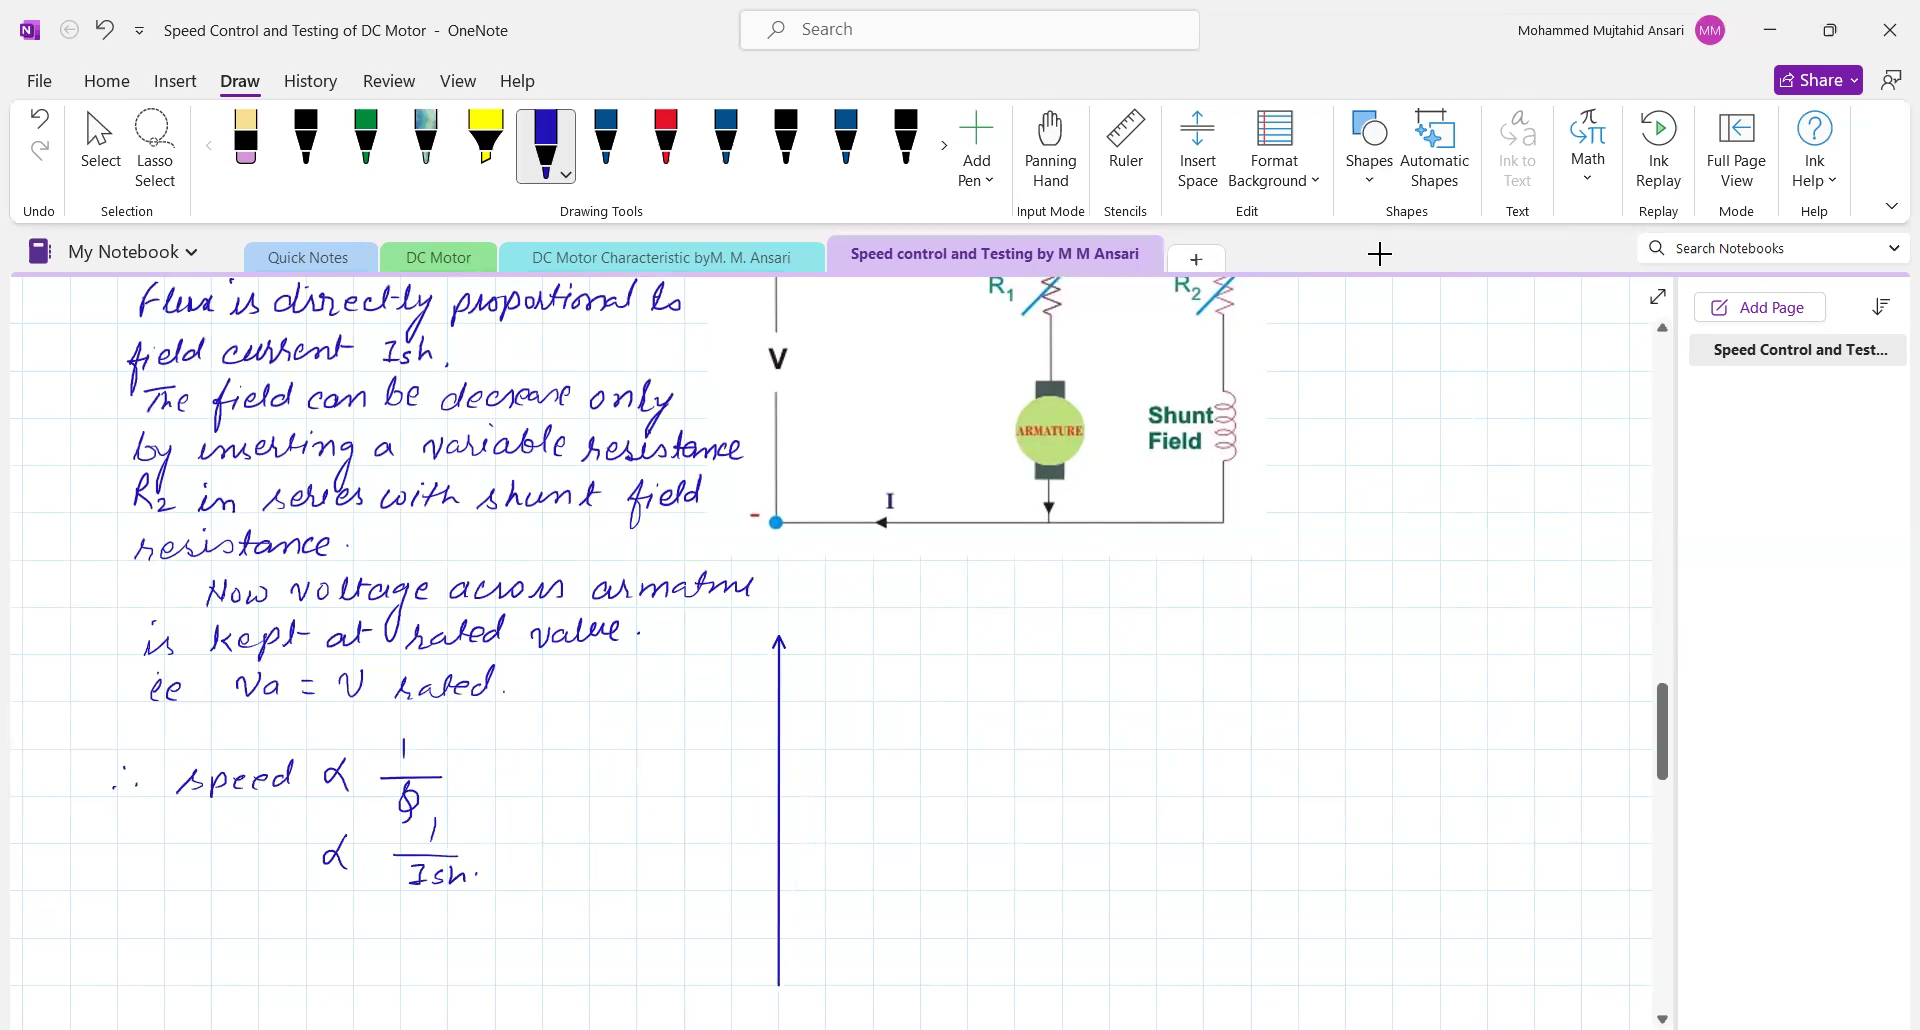 Speed Control and Testing of DC Motor - OneNote
Search
Mohammed Mujtahid Ansari
MM
File Home Insert Draw History Review View Help
Share
Select
Lasso Select
Add Pen
Panning Hand
Ruler
Insert Space
Format Background
Shapes
Automatic Shapes
Ink to Text
Math
Ink Replay
Full Page View
Ink Help
Undo
Selection
Drawing Tools
Input Mode
Stencils
Edit
Shapes
Text
Replay
Mode
Help
My Notebook
Quick Notes
DC Motor
DC Motor Characteristic byM. M. Ansari
Speed control and Testing by M M Ansari
+
Search Notebooks
Add Page
Speed Control and Test...
Flux is directly proportional to
field current Ish.
The field can be decrease only
by inserting a variable resistance
R2 in series with shunt field
resistance.
Now voltage across armature
is kept at rated value.
ie Va = V rated.
∴ speed ∝ 1/Φ
∝ 1/Ish.
R1
R2
V
ARMATURE
Shunt
Field
I
-